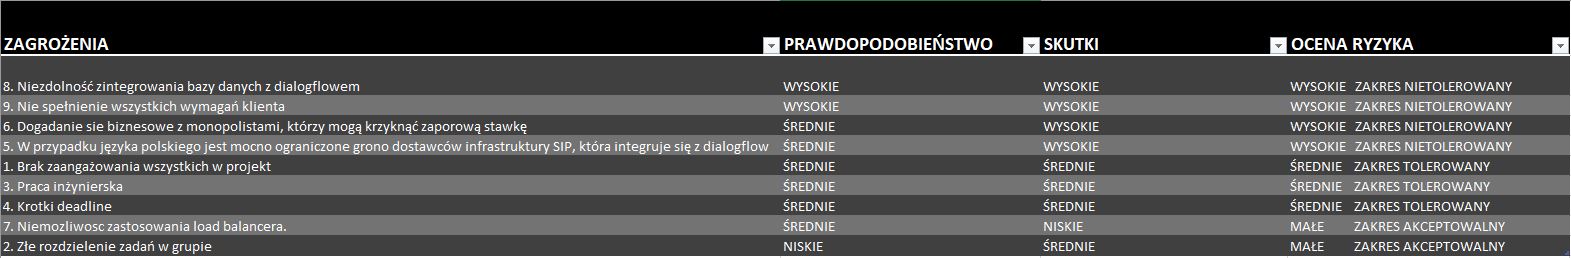 ZAGROŻENIA PRAWDOPODOBIEŃSTWO SKUTKI OCENA RYZYKA
8. Niezdolność zintegrowania bazy danych z dialogflowem WYSOKIE WYSOKIE WYSOKIE ZAKRES NIETOLEROWANY
9. Nie spełnienie wszystkich wymagań klienta WYSOKIE WYSOKIE WYSOKIE ZAKRES NIETOLEROWANY
6. Dogadanie sie biznesowe z monopolistami, którzy mogą krzyknąć zaporową stawkę ŚREDNIE WYSOKIE WYSOKIE ZAKRES NIETOLEROWANY
5. W przypadku języka polskiego jest mocno ograniczone grono dostawców infrastruktury SIP, która integruje się z dialogflow ŚREDNIE WYSOKIE WYSOKIE ZAKRES NIETOLEROWANY
1. Brak zaangażowania wszystkich w projekt ŚREDNIE ŚREDNIE ŚREDNIE ZAKRES TOLEROWANY
3. Praca inżynierska ŚREDNIE ŚREDNIE ŚREDNIE ZAKRES TOLEROWANY
4. Krotki deadline ŚREDNIE ŚREDNIE ŚREDNIE ZAKRES TOLEROWANY
7. Niemozliwosc zastosowania load balancera. ŚREDNIE NISKIE MAŁE ZAKRES AKCEPTOWALNY
2. Złe rozdzielenie zadań w grupie NISKIE ŚREDNIE MAŁE ZAKRES AKCEPTOWALNY